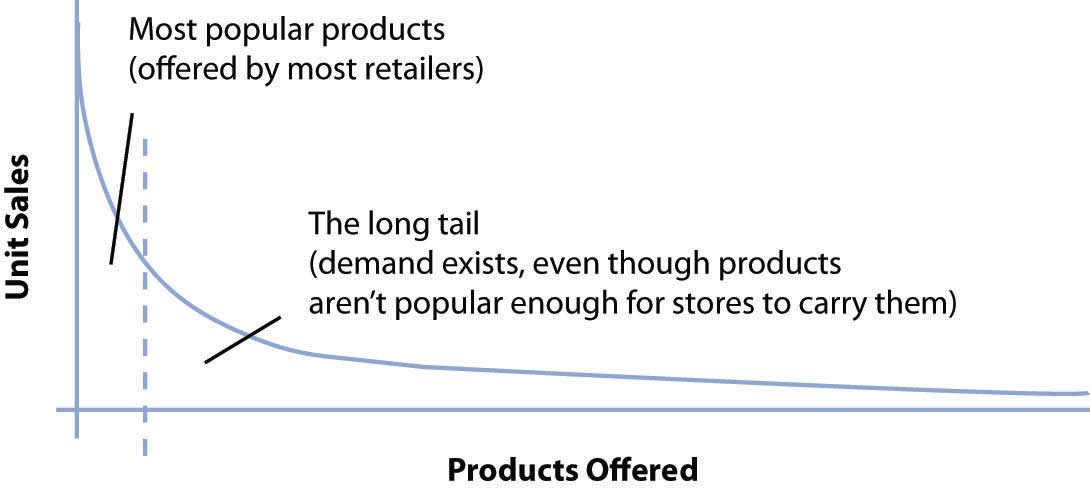 Most popular products
(offered by most retailers)
Unit Sales
The long tail
(demand exists, even though products
aren’t popular enough for stores to carry them)
Products Offered